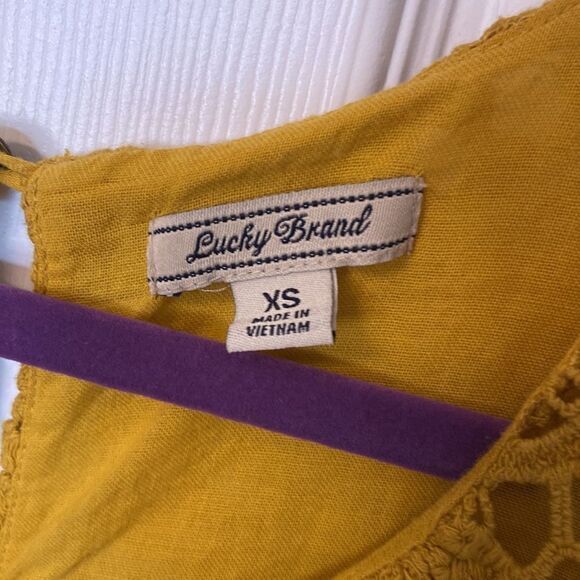 Lucky Brand
XS
MADE IN
VIETNAM